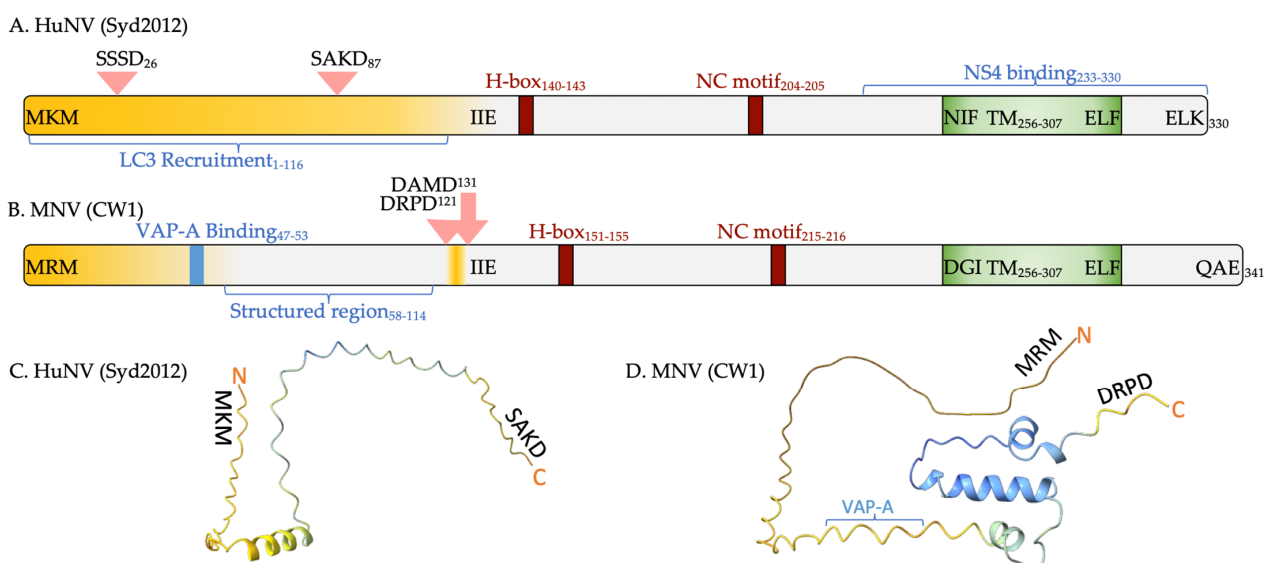 A. HuNV (Syd2012)
SSSD26
SAKD87
H-box140-143
NC motif204-205
NS4 binding233-330
MKM
IIE
NIF TM256-307 ELF
ELK330
LC3 Recruitment1-116
DAMD131
DRPD121
B. MNV (CW1)
VAP-A Binding47-53
H-box151-155
NC motif215-216
MRM
IIE
DGI TM256-307 ELF
QAE341
Structured region58-114
C. HuNV (Syd2012)
N
MKM
SAKD
C
D. MNV (CW1)
MRM
N
DRPD
C
VAP-A